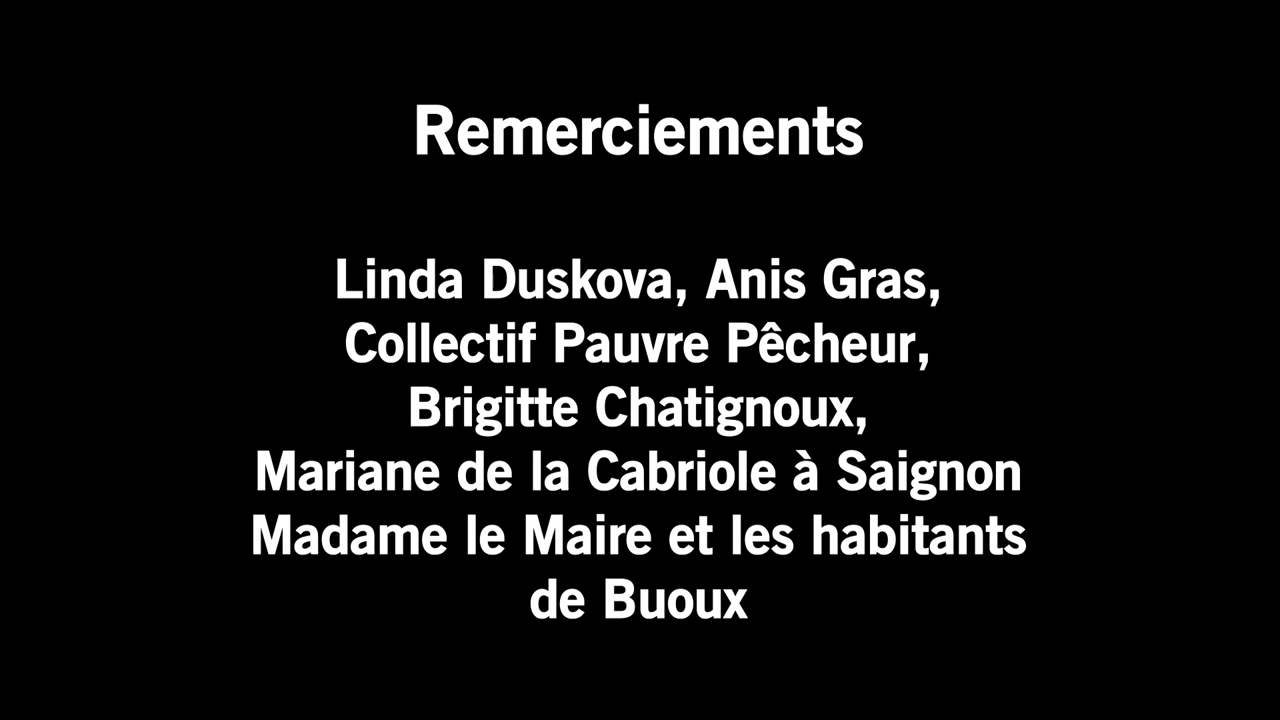 Remerciements
Linda Duskova, Anis Gras,
Collectif Pauvre Pêcheur,
Brigitte Chatignoux,
Mariane de la Cabriole à Saignon
Madame le Maire et les habitants
de Buoux